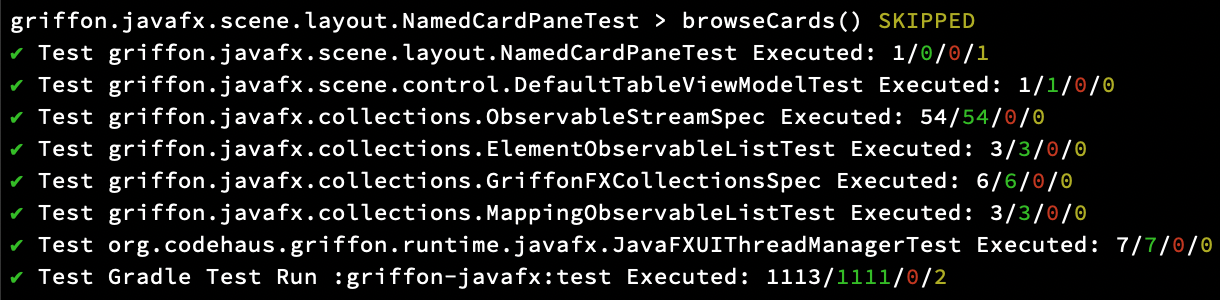 griffon.javafx.scene.layout.NamedCardPaneTest > browseCards() SKIPPED
✔ Test griffon.javafx.scene.layout.NamedCardPaneTest Executed: 1/0/0/1
✔ Test griffon.javafx.scene.control.DefaultTableViewModelTest Executed: 1/1/0/0
✔ Test griffon.javafx.collections.ObservableStreamSpec Executed: 54/54/0/0
✔ Test griffon.javafx.collections.ElementObservableListTest Executed: 3/3/0/0
✔ Test griffon.javafx.collections.GriffonFXCollectionsSpec Executed: 6/6/0/0
✔ Test griffon.javafx.collections.MappingObservableListTest Executed: 3/3/0/0
✔ Test org.codehaus.griffon.runtime.javafx.JavaFXUIThreadManagerTest Executed: 7/7/0/0
✔ Test Gradle Test Run :griffon-javafx:test Executed: 1113/1111/0/2